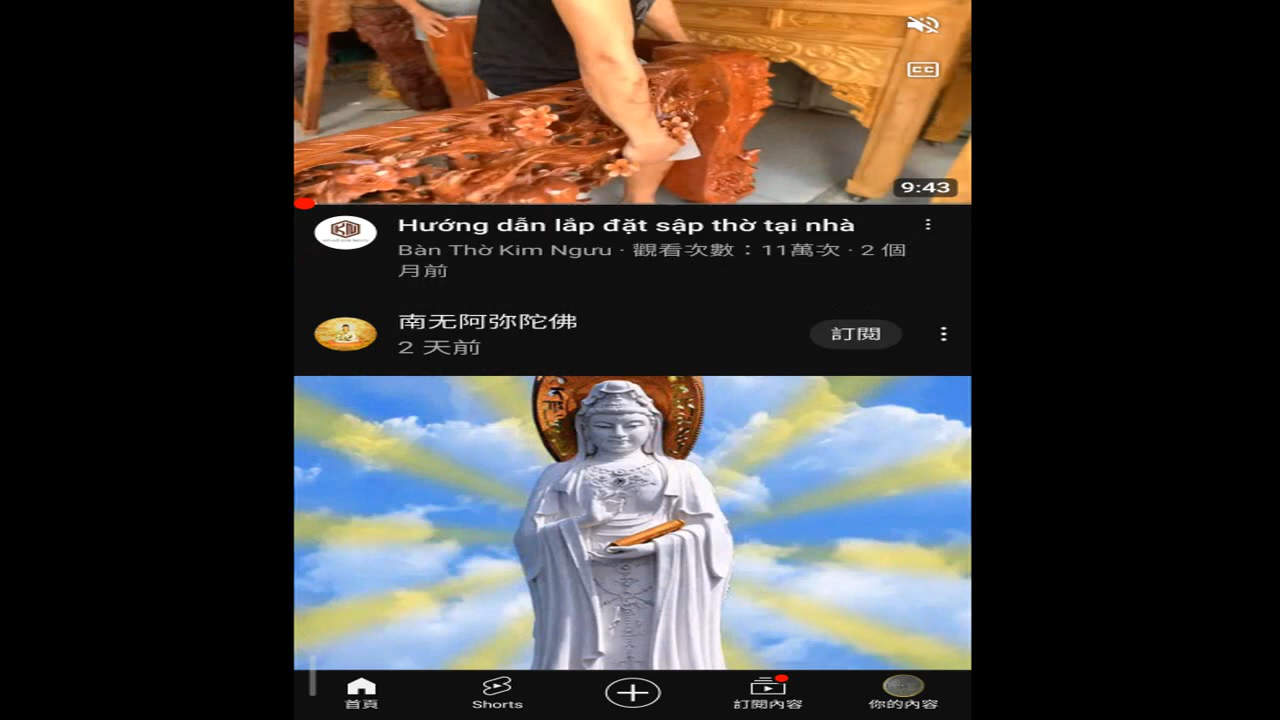 CC
9:43
Hướng dẫn lắp đặt sập thờ tại nhà
Bàn Thờ Kim Ngưu · 觀看次數：11萬次 · 2 個
月前
南无阿弥陀佛
2 天前
訂閱
首頁
Shorts
訂閱內容
你的內容